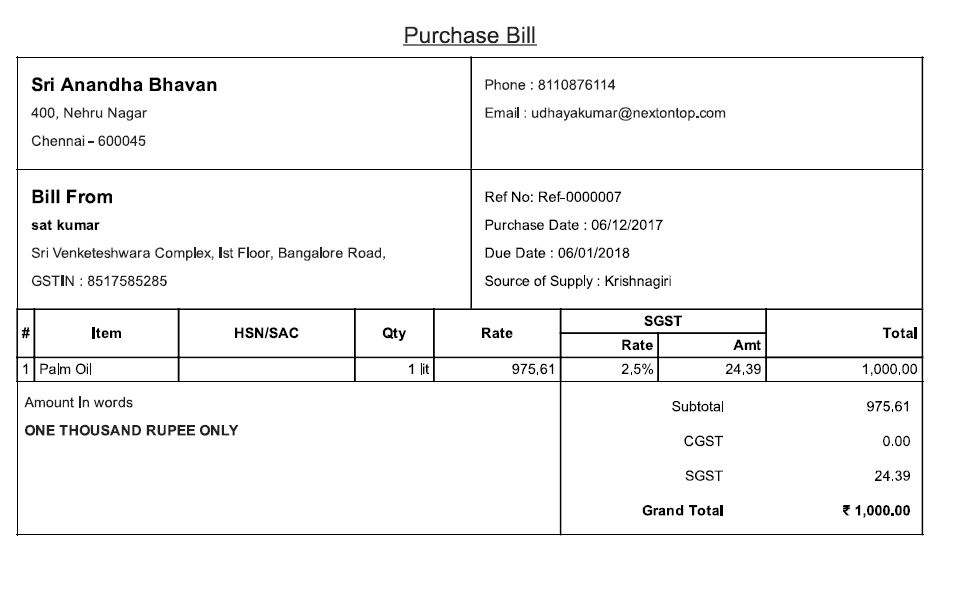 Purchase Bill
Sri Anandha Bhavan
400, Nehru Nagar
Chennai – 600045
Phone : 8110876114
Email : udhayakumar@nextontop.com
Bill From
sat kumar
Sri Venketeshwara Complex, Ist Floor, Bangalore Road,
GSTIN : 8517585285
Ref No: Ref-0000007
Purchase Date : 06/12/2017
Due Date : 06/01/2018
Source of Supply : Krishnagiri
# Item HSN/SAC Qty Rate SGST Total
Rate Amt
1 Palm Oil 1 lit 975.61 2.5% 24.39 1,000.00
Amount In words
ONE THOUSAND RUPEE ONLY
Subtotal 975.61
CGST 0.00
SGST 24.39
Grand Total ₹ 1,000.00